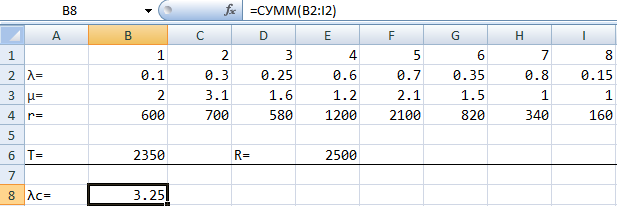 B8 fx =СУММ(B2:I2)
A B C D E F G H I
1 1 2 3 4 5 6 7 8
2 λ= 0.1 0.3 0.25 0.6 0.7 0.35 0.8 0.15
3 μ= 2 3.1 1.6 1.2 2.1 1.5 1 1
4 r= 600 700 580 1200 2100 820 340 160
5
6 T= 2350 R= 2500
7
8 λc= 3.25